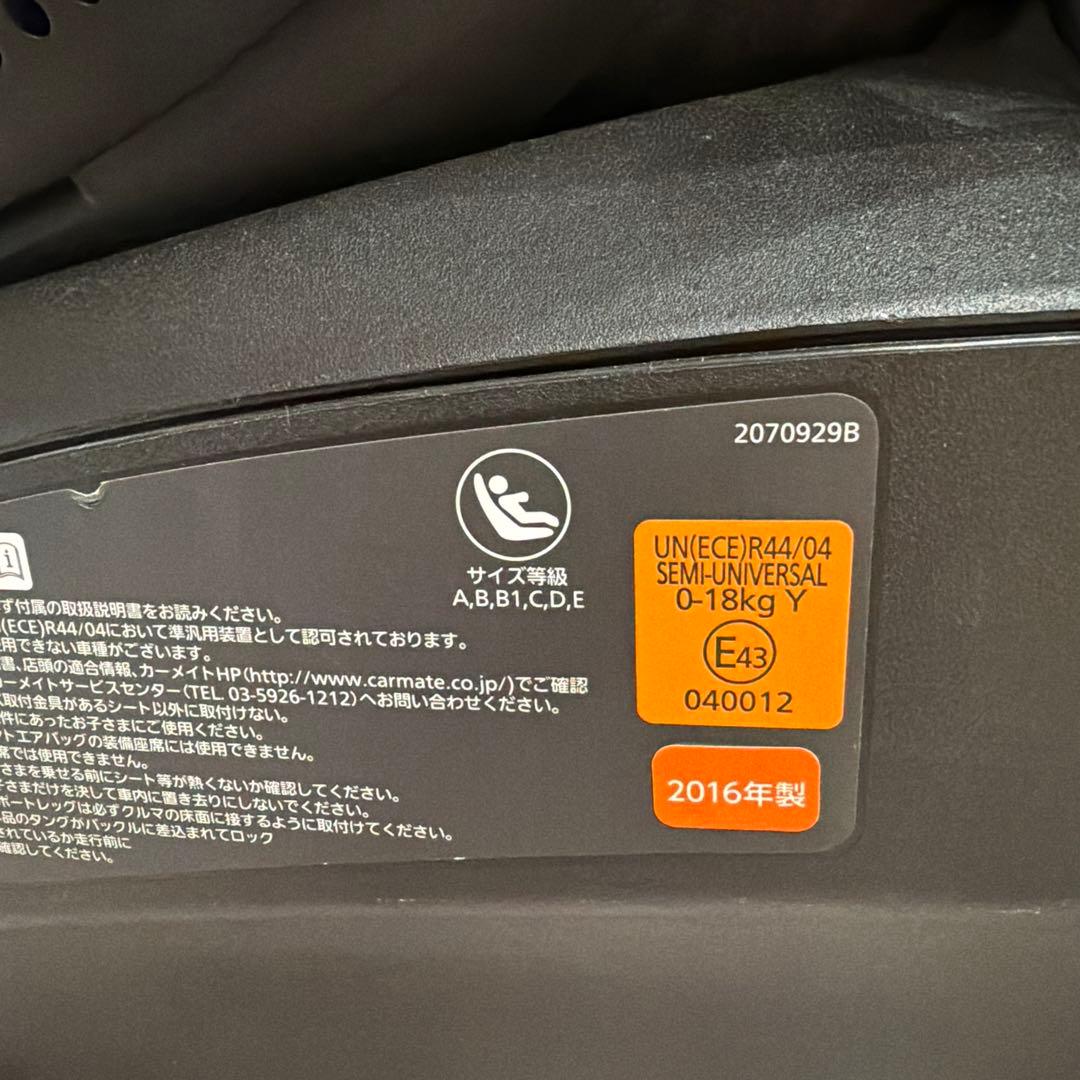 2070929B
サイズ等級
A,B,B1,C,D,E
UN(ECE)R44/04
SEMI-UNIVERSAL
0-18kg Y
E43
040012
2016年製
i
ず付属の取扱説明書をお読みください。
(ECE)R44/04において準汎用装置として認可されております。
使用できない車種がございます。
書、店頭の適合情報、カーメイトHP(http://www.carmate.co.jp/)でご確認
カーメイトサービスセンター(TEL 03-5926-1212)へお問い合わせください。
取付金具があるシート以外に取付けない。
件にあったお子さまにご使用ください。
ントエアバッグの装備座席には使用できません。
席では使用できません。
さまを乗せる前にシート等が熱くないか確認してください。
子さまだけを決して車内に置き去りにしないでください。
ポートレッグは必ずクルマの床面に接するように取付けてください。
品のタングがバックルに差込まれてロック
されているか走行前に
確認してください。